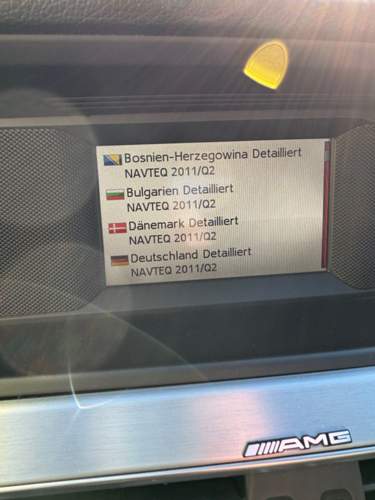 Bosnien-Herzegowina Detailliert
NAVTEQ 2011/Q2
Bulgarien Detailliert
NAVTEQ 2011/Q2
Dänemark Detailliert
NAVTEQ 2011/Q2
Deutschland Detailliert
NAVTEQ 2011/Q2
AMG